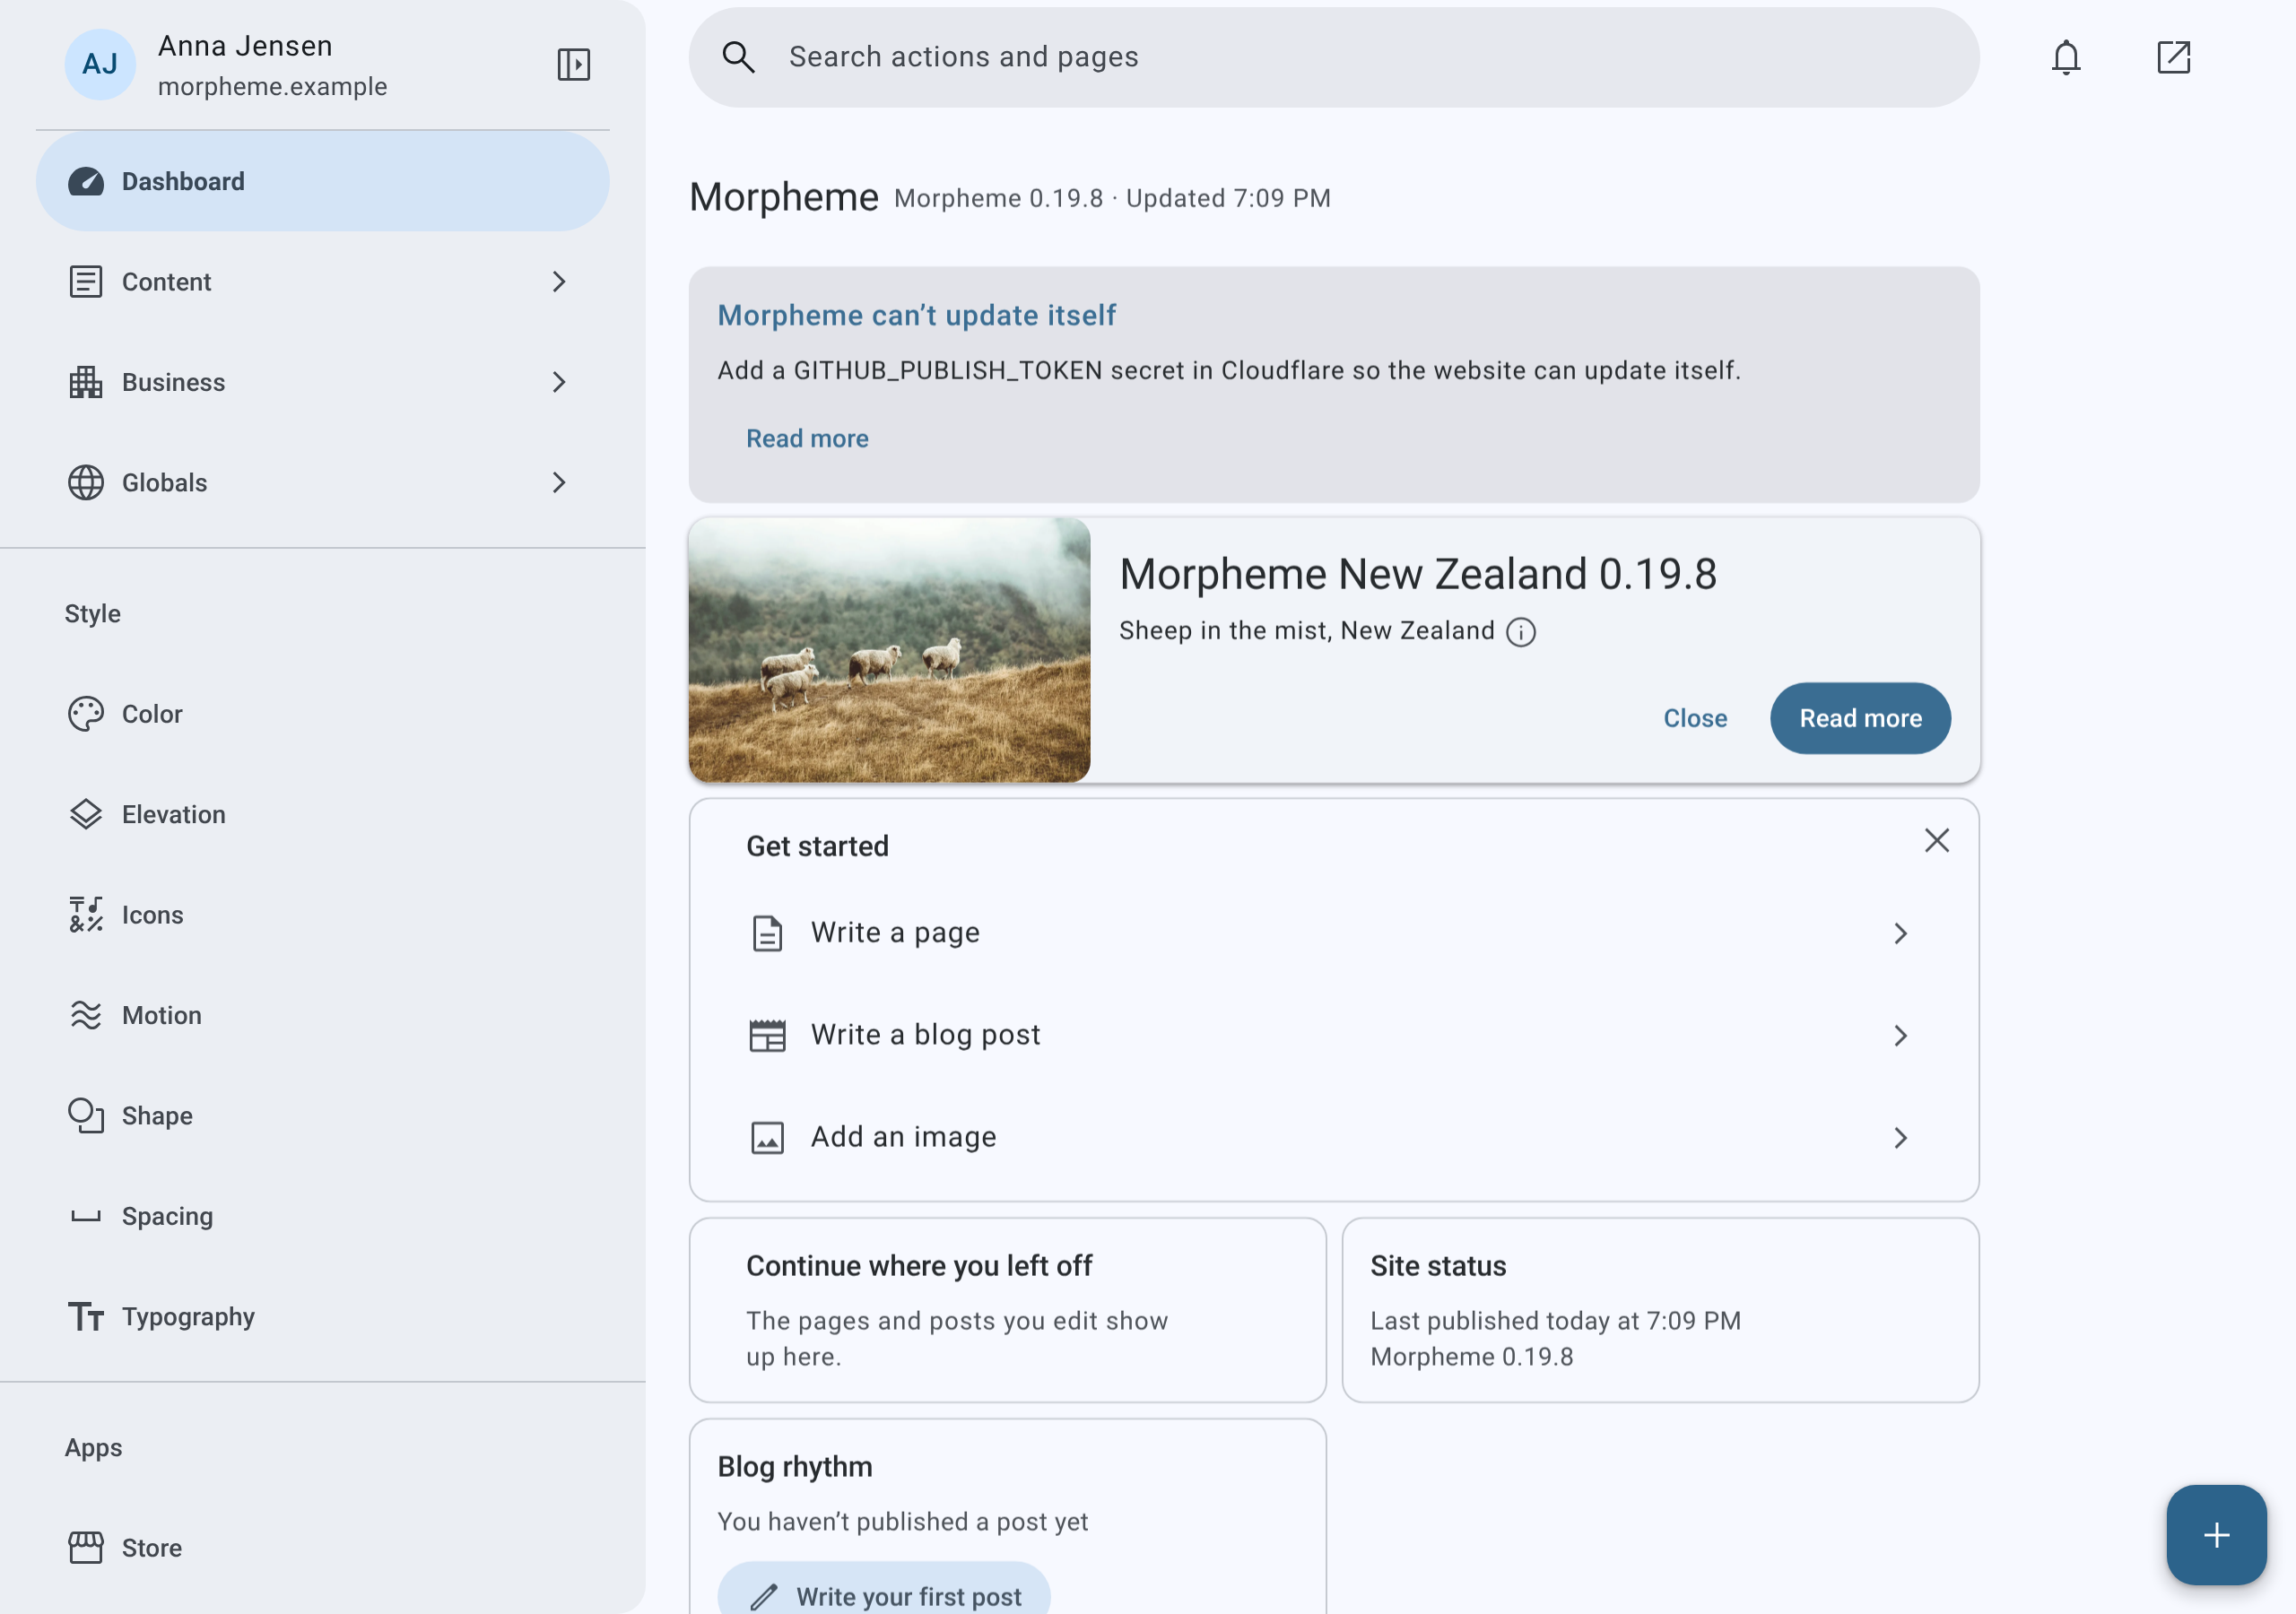 AJ
Anna Jensen
morpheme.example
Dashboard
Content
Business
Globals
Style
Color
Elevation
Icons
Motion
Shape
Spacing
Typography
Apps
Store
Search actions and pages
Morpheme
Morpheme 0.19.8 · Updated 7:09 PM
Morpheme can’t update itself
Add a GITHUB_PUBLISH_TOKEN secret in Cloudflare so the website can update itself.
Read more
Morpheme New Zealand 0.19.8
Sheep in the mist, New Zealand
Close
Read more
Get started
Write a page
Write a blog post
Add an image
Continue where you left off
The pages and posts you edit show
up here.
Site status
Last published today at 7:09 PM
Morpheme 0.19.8
Blog rhythm
You haven’t published a post yet
Write your first post